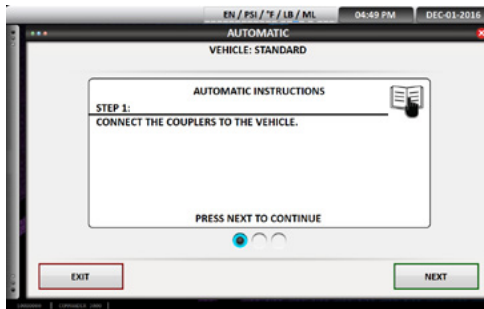 EN / PSI / °F / LB / ML 04:49 PM DEC-01-2016
AUTOMATIC
VEHICLE: STANDARD
AUTOMATIC INSTRUCTIONS
STEP 1:
CONNECT THE COUPLERS TO THE VEHICLE.
PRESS NEXT TO CONTINUE
EXIT NEXT